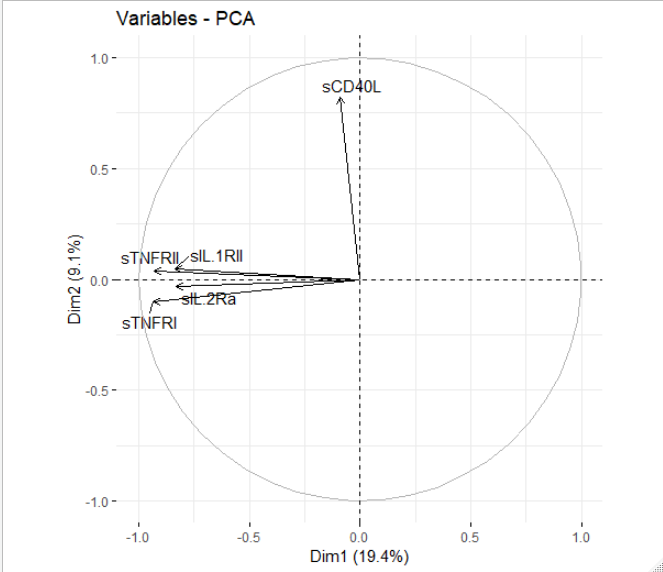 Variables - PCA
1.0
sCD40L
0.5
Dim2 (9.1%)
sTNFRII
sIL.1RII
0.0
sIL.2Ra
sTNFRI
-0.5
-1.0
-1.0
-0.5
0.0
0.5
1.0
Dim1 (19.4%)